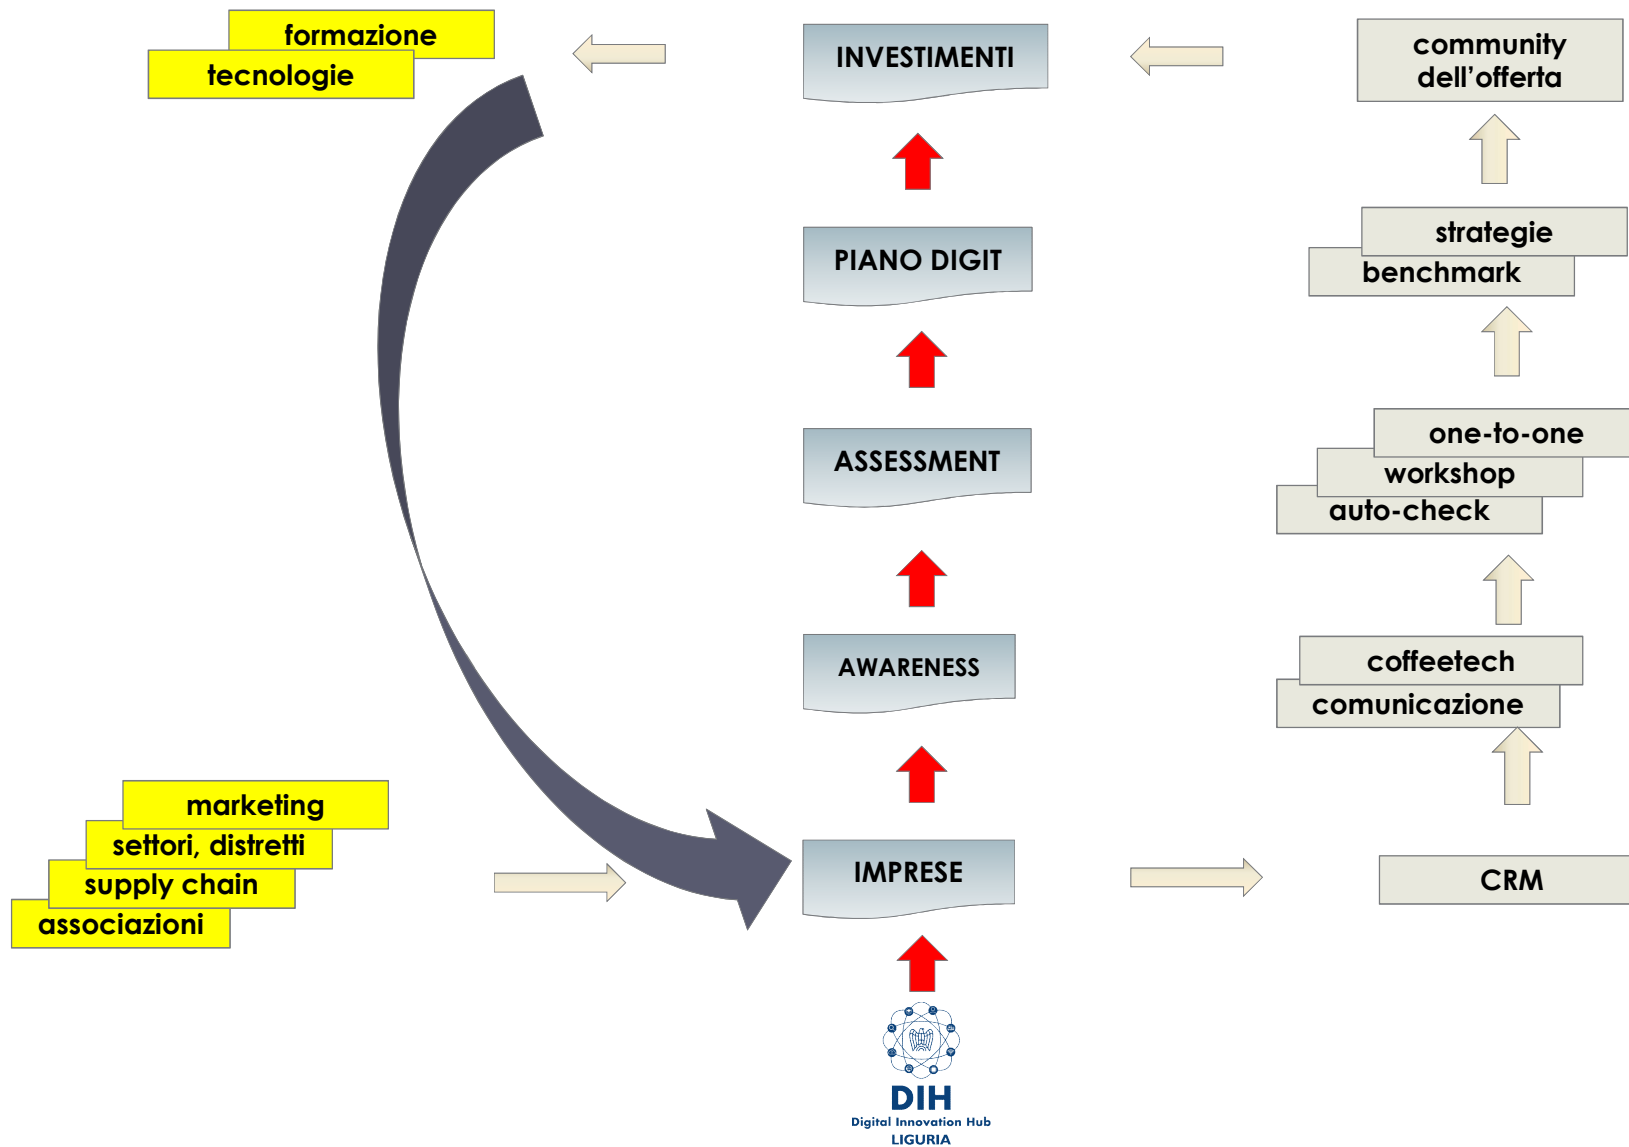 formazione
tecnologie
INVESTIMENTI
community
dell'offerta
PIANO DIGIT
strategie
benchmark
ASSESSMENT
one-to-one
workshop
auto-check
AWARENESS
coffeetech
comunicazione
marketing
settori, distretti
supply chain
associazioni
IMPRESE
CRM
DIH
Digital Innovation Hub
LIGURIA